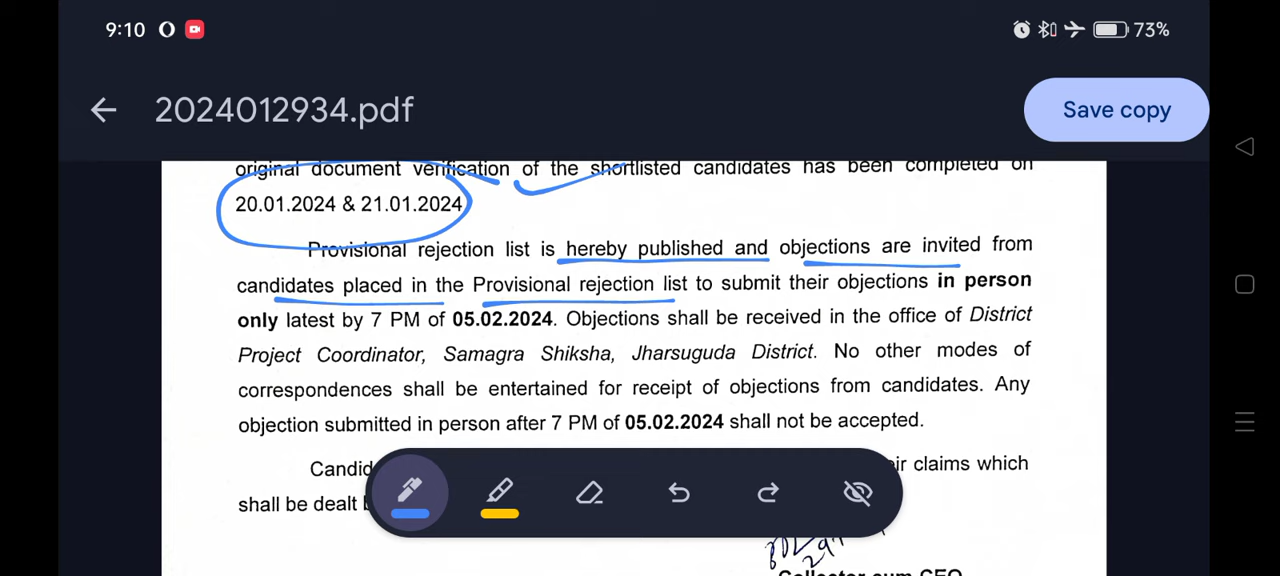 9:10 73%
2024012934.pdf Save copy
original document verification of the shortlisted candidates has been completed on
20.01.2024 & 21.01.2024
Provisional rejection list is hereby published and objections are invited from
candidates placed in the Provisional rejection list to submit their objections in person
only latest by 7 PM of 05.02.2024. Objections shall be received in the office of District
Project Coordinator, Samagra Shiksha, Jharsuguda District. No other modes of
correspondences shall be entertained for receipt of objections from candidates. Any
objection submitted in person after 7 PM of 05.02.2024 shall not be accepted.
Candid eir claims which
shall be dealt
Collector-cum-CEO